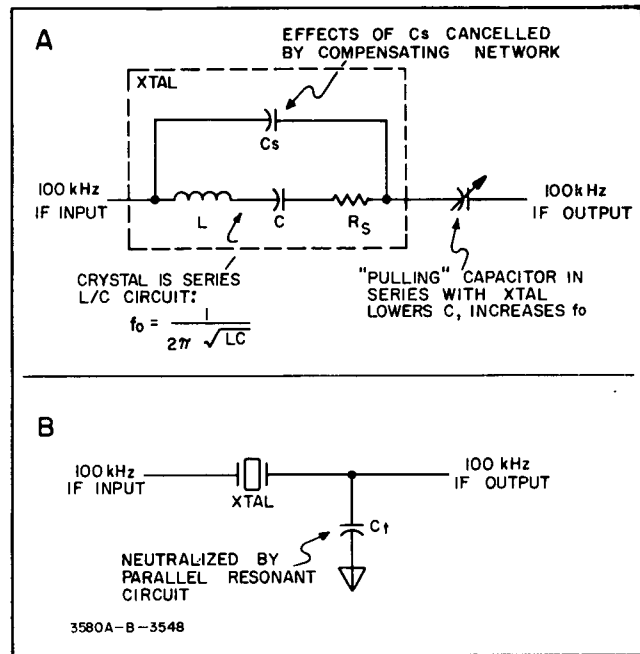 A
EFFECTS OF Cs CANCELLED
BY COMPENSATING NETWORK
XTAL
Cs
100 kHz
IF INPUT
L
C
RS
100kHz
IF OUTPUT
CRYSTAL IS SERIES
L/C CIRCUIT:
fo = 1 / 2π √LC
"PULLING" CAPACITOR IN
SERIES WITH XTAL
LOWERS C, INCREASES fo
B
100 kHz
IF INPUT
XTAL
100 kHz
IF OUTPUT
Ct
NEUTRALIZED BY
PARALLEL RESONANT
CIRCUIT
3580A-B-3548